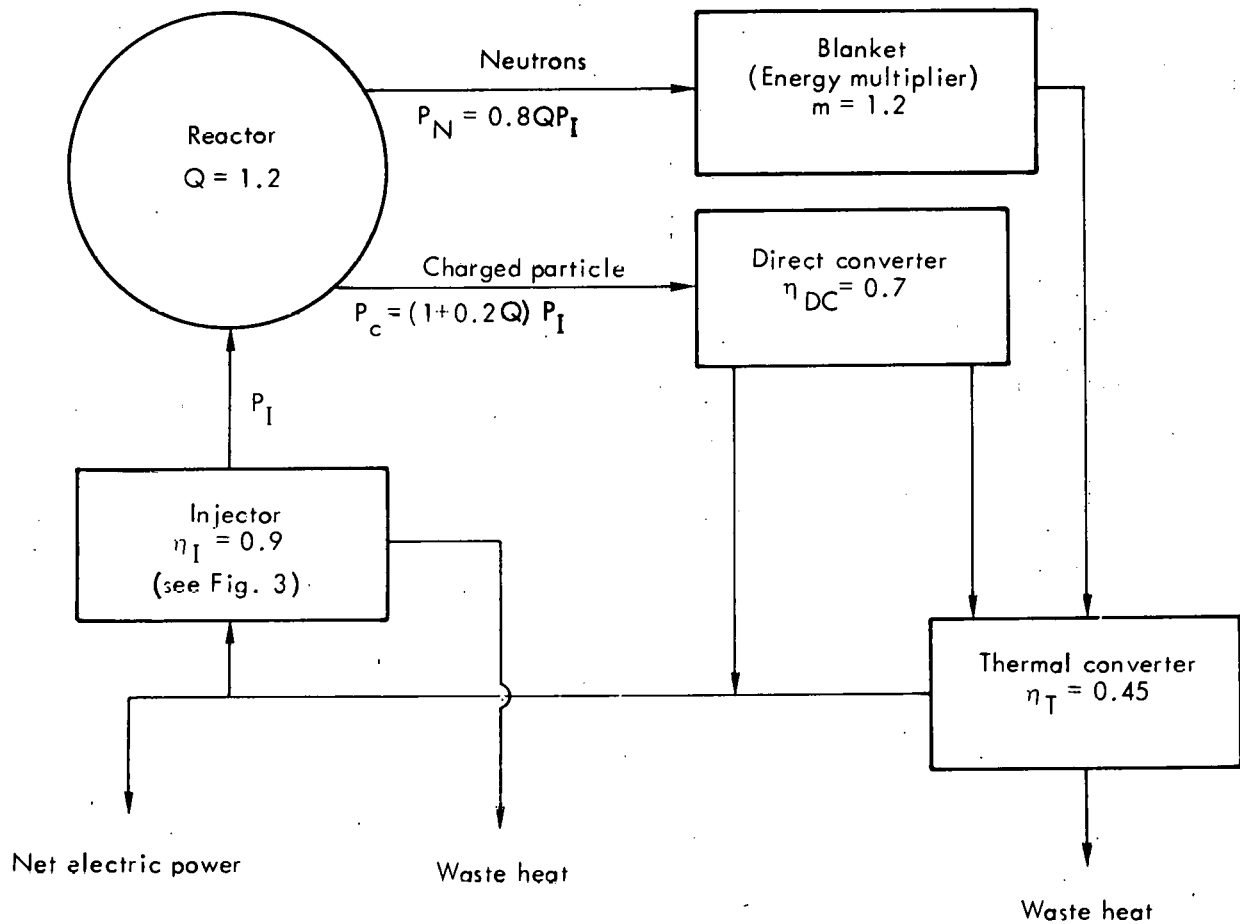 Reactor
Q = 1.2
Neutrons
P_N = 0.8QP_I
Blanket
(Energy multiplier)
m = 1.2
Charged particle
P_c = (1+0.2Q) P_I
Direct converter
η_DC = 0.7
P_I
Injector
η_I = 0.9
(see Fig. 3)
Thermal converter
η_T = 0.45
Net electric power
Waste heat
Waste heat